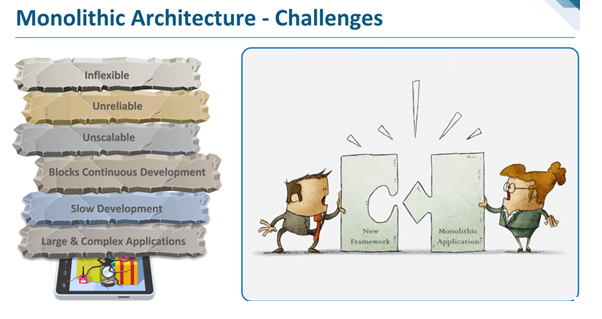 Monolithic Architecture - Challenges
Inflexible
Unreliable
Unscalable
Blocks Continuous Development
Slow Development
Large & Complex Applications
New
Framework
Monolithic
Application